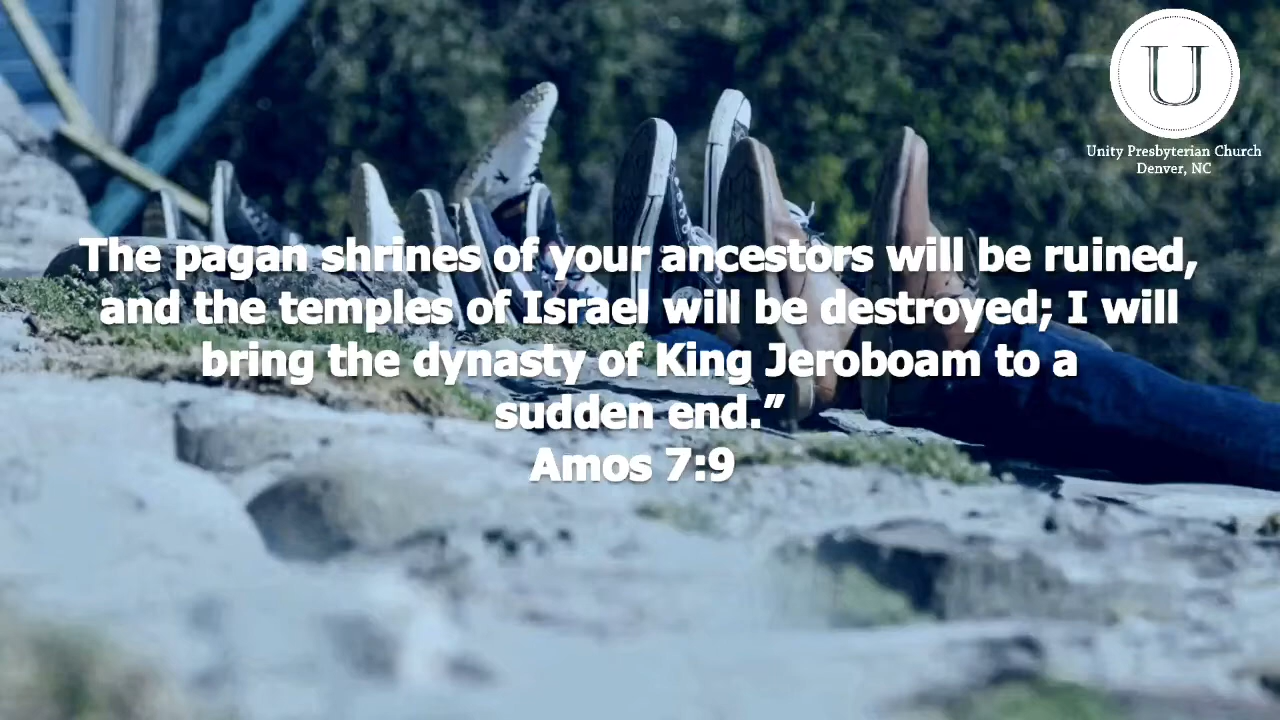 U
Unity Presbyterian Church
Denver, NC
The pagan shrines of your ancestors will be ruined,
and the temples of Israel will be destroyed; I will
bring the dynasty of King Jeroboam to a
sudden end.”
Amos 7:9